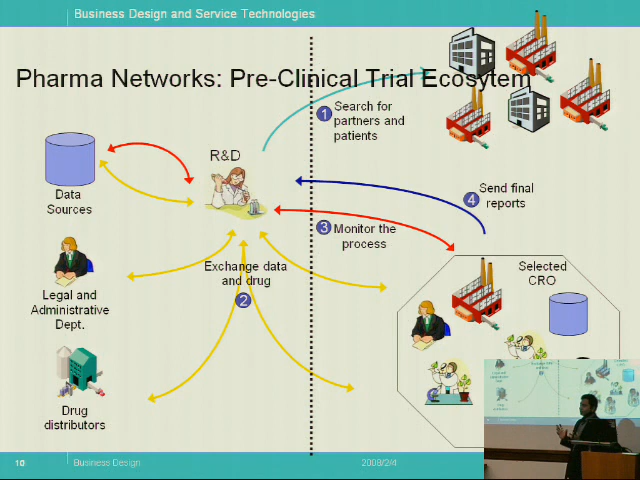 Business Design and Service Technologies
Pharma Networks: Pre-Clinical Trial Ecosytem
1
Search for
partners and
patients
R&D
Data
Sources
4
Send final
reports
3
Monitor the
process
Exchange data
and drug
2
Selected
CRO
Legal and
Administrative
Dept.
Drug
distributors
10
Business Design
2009/2/4